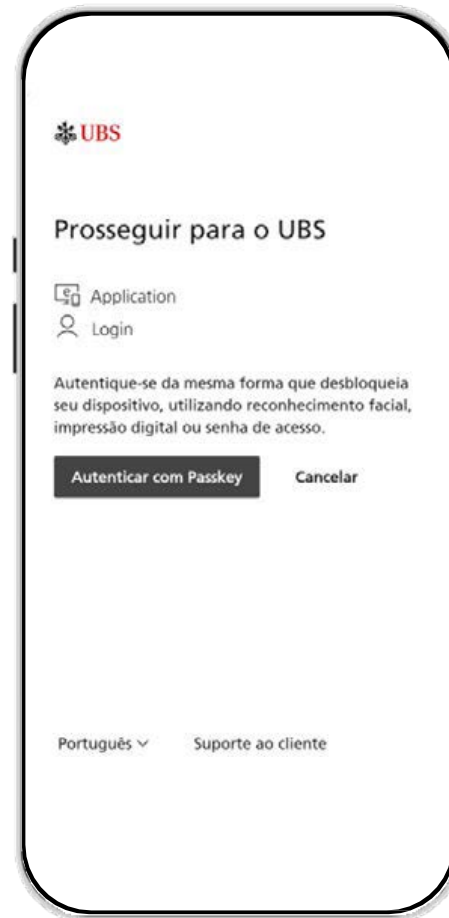 UBS
Prosseguir para o UBS
Application
Login
Autentique-se da mesma forma que desbloqueia
seu dispositivo, utilizando reconhecimento facial,
impressão digital ou senha de acesso.
Autenticar com Passkey Cancelar
Português Suporte ao cliente